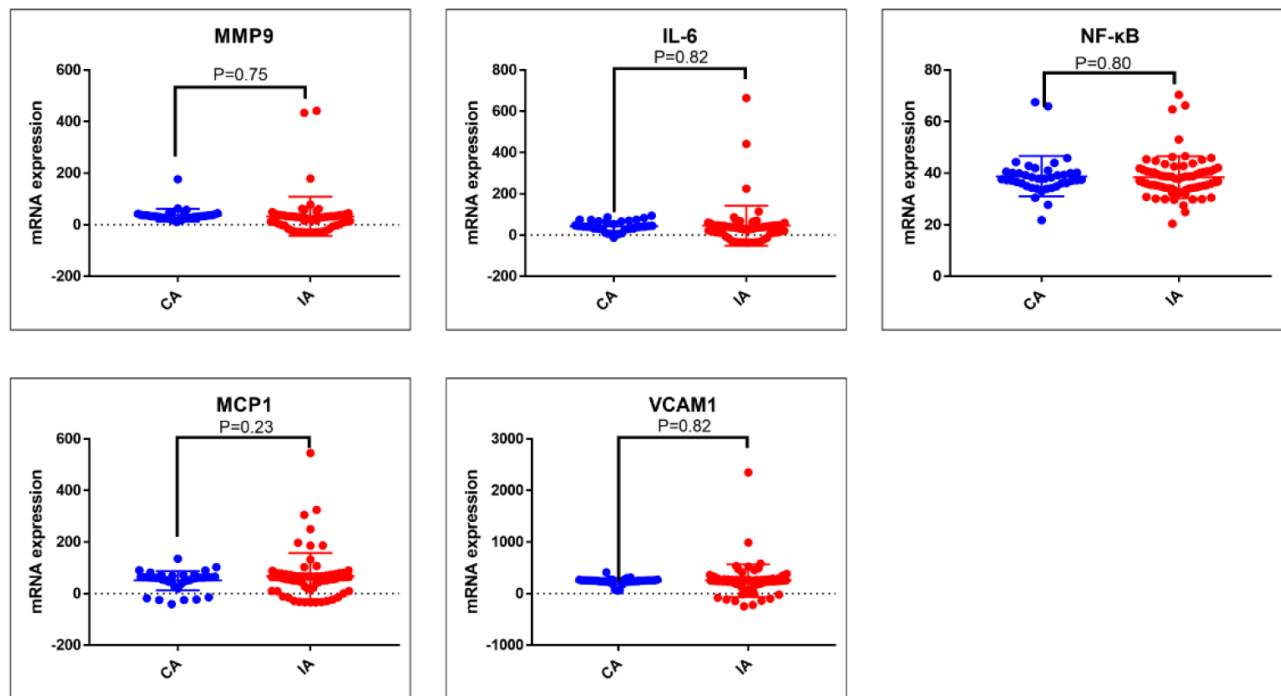 MMP9
P=0.75
mRNA expression
600
400
200
0
-200
CA
IA
IL-6
P=0.82
mRNA expression
800
600
400
200
0
-200
CA
IA
NF-κB
P=0.80
mRNA expression
80
60
40
20
0
CA
IA
MCP1
P=0.23
mRNA expression
600
400
200
0
-200
CA
IA
VCAM1
P=0.82
mRNA expression
3000
2000
1000
0
-1000
CA
IA